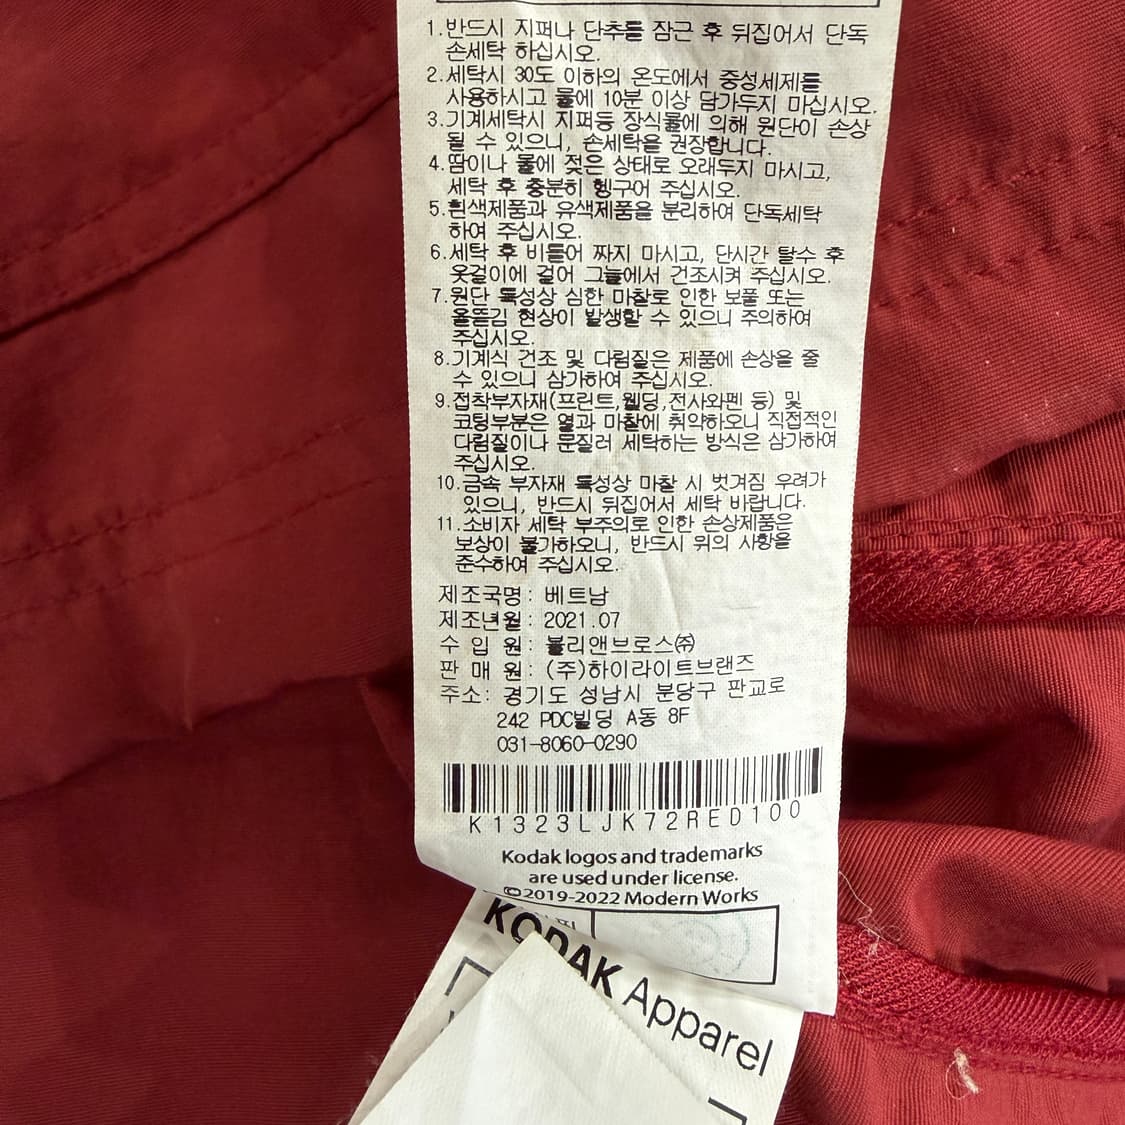 1.반드시 지퍼나 단추를 잠근 후 뒤집어서 단독
손세탁 하십시오.
2.세탁시 30도 이하의 온도에서 중성세제를
사용하시고 물에 10분 이상 담가두지 마십시오.
3.기계세탁시 지퍼등 장식물에 의해 원단이 손상
될 수 있으니, 손세탁을 권장합니다.
4.땀이나 물에 젖은 상태로 오래두지 마시고,
세탁 후 충분히 헹구어 주십시오.
5.흰색제품과 유색제품을 분리하여 단독세탁
하여 주십시오.
6.세탁 후 비틀어 짜지 마시고, 단시간 탈수 후
옷걸이에 걸어 그늘에서 건조시켜 주십시오.
7.원단 특성상 심한 마찰로 인한 보풀 또는
올뜯김 현상이 발생할 수 있으니 주의하여
주십시오.
8.기계식 건조 및 다림질은 제품에 손상을 줄
수 있으니 삼가하여 주십시오.
9.접착부자재(프린트,웰딩,전사와펜 등) 및
코팅부분은 열과 마찰에 취약하오니 직접적인
다림질이나 문질러 세탁하는 방식은 삼가하여
주십시오.
10.금속 부자재 특성상 마찰 시 벗겨짐 우려가
있으니, 반드시 뒤집어서 세탁 바랍니다.
11.소비자 세탁 부주의로 인한 손상제품은
보상이 불가하오니, 반드시 위의 사항을
준수하여 주십시오.
제조국명: 베트남
제조년월: 2021.07
수 입 원: 볼리앤브로스㈜
판 매 원: (주)하이라이트브랜즈
주소: 경기도 성남시 분당구 판교로
242 PDC빌딩 A동 8F
031-8060-0290
K1323LJK72RED100
Kodak logos and trademarks
are used under license.
©2019-2022 Modern Works
KODAK Apparel